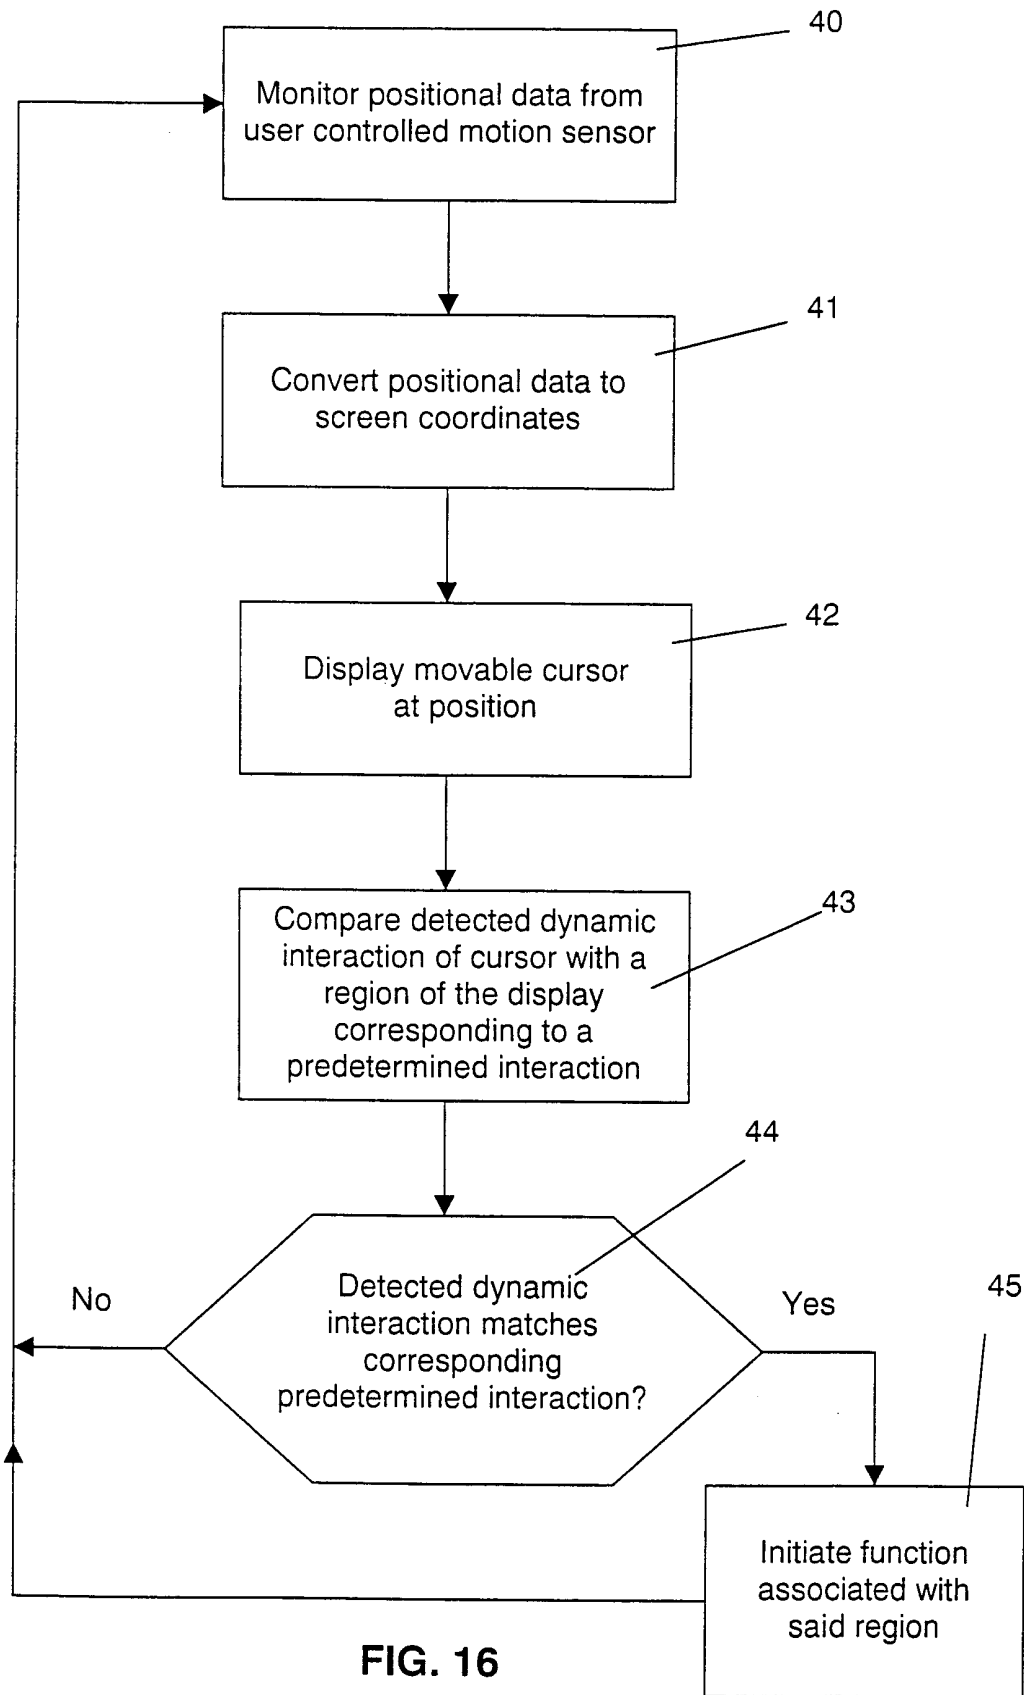 40
Monitor positional data from
user controlled motion sensor
41
Convert positional data to
screen coordinates
42
Display movable cursor
at position
43
Compare detected dynamic
interaction of cursor with a
region of the display
corresponding to a
predetermined interaction
44
Detected dynamic
interaction matches
corresponding
predetermined interaction?
No
Yes
45
Initiate function
associated with
said region
FIG. 16